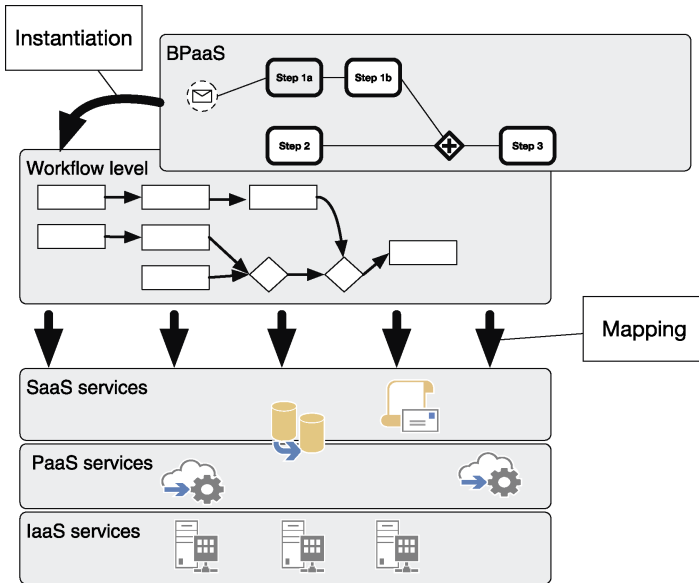 Instantiation
BPaaS
Step 1a
Step 1b
Step 2
Step 3
Workflow level
Mapping
SaaS services
PaaS services
IaaS services